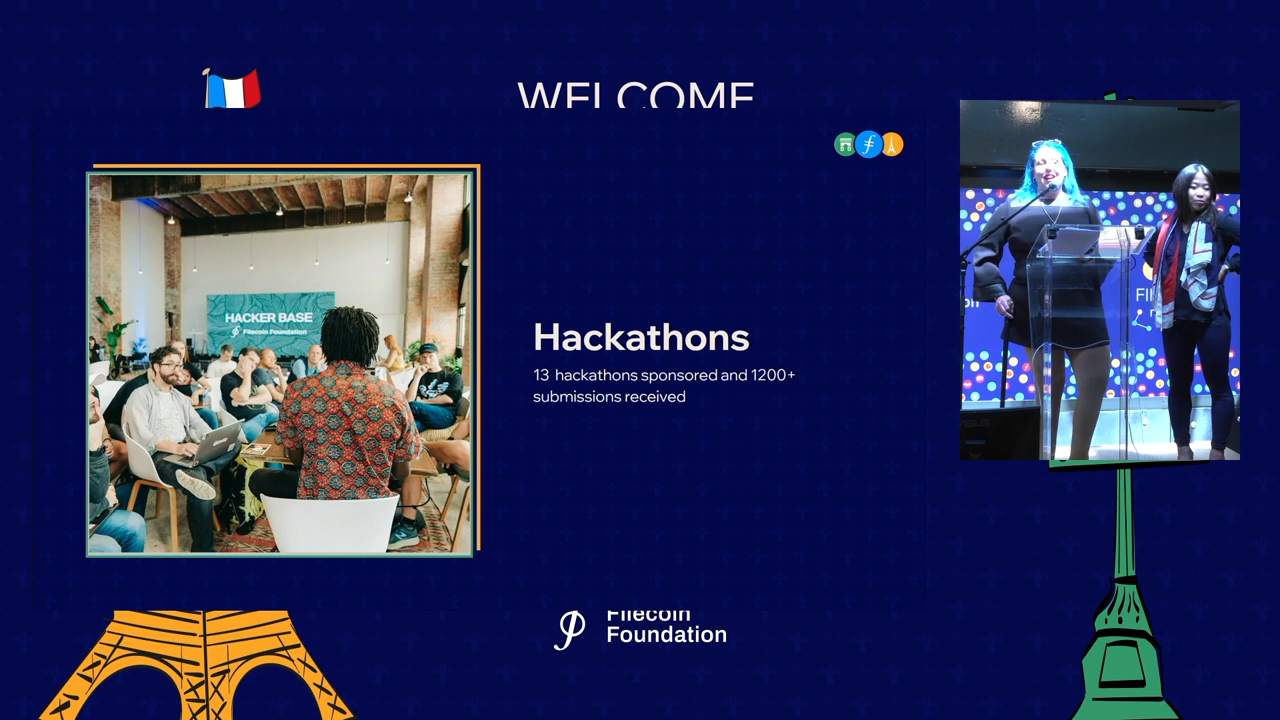 WELCOME
HACKER BASE
Filecoin Foundation
Hackathons
13 hackathons sponsored and 1200+
submissions received
Filecoin
Foundation